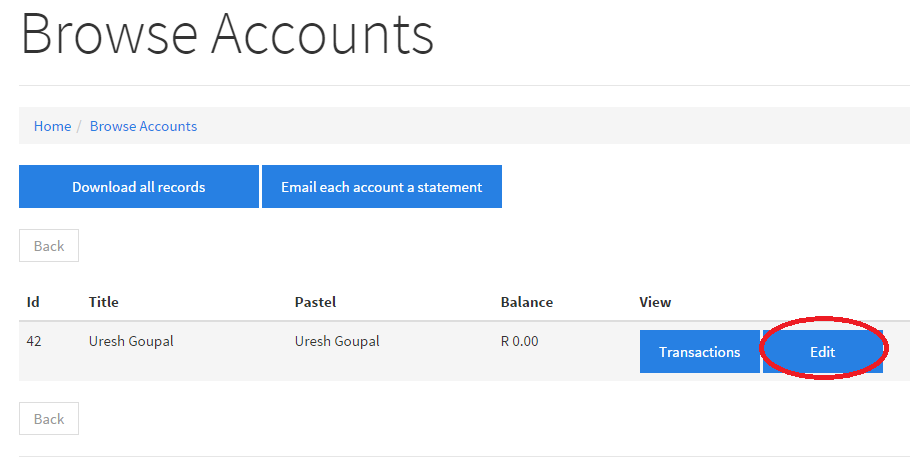 Browse Accounts
Home / Browse Accounts
Download all records Email each account a statement
Back
Id Title Pastel Balance View
42 Uresh Goupal Uresh Goupal R 0.00 Transactions Edit
Back